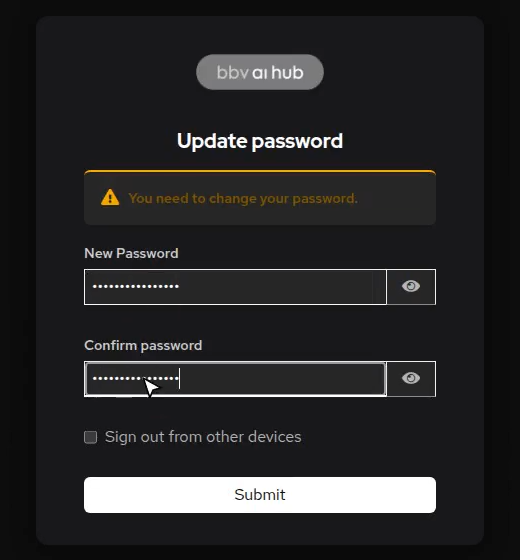 bbv aı hub
Update password
You need to change your password.
New Password
••••••••••••••••
Confirm password
••••••••••••••••
Sign out from other devices
Submit